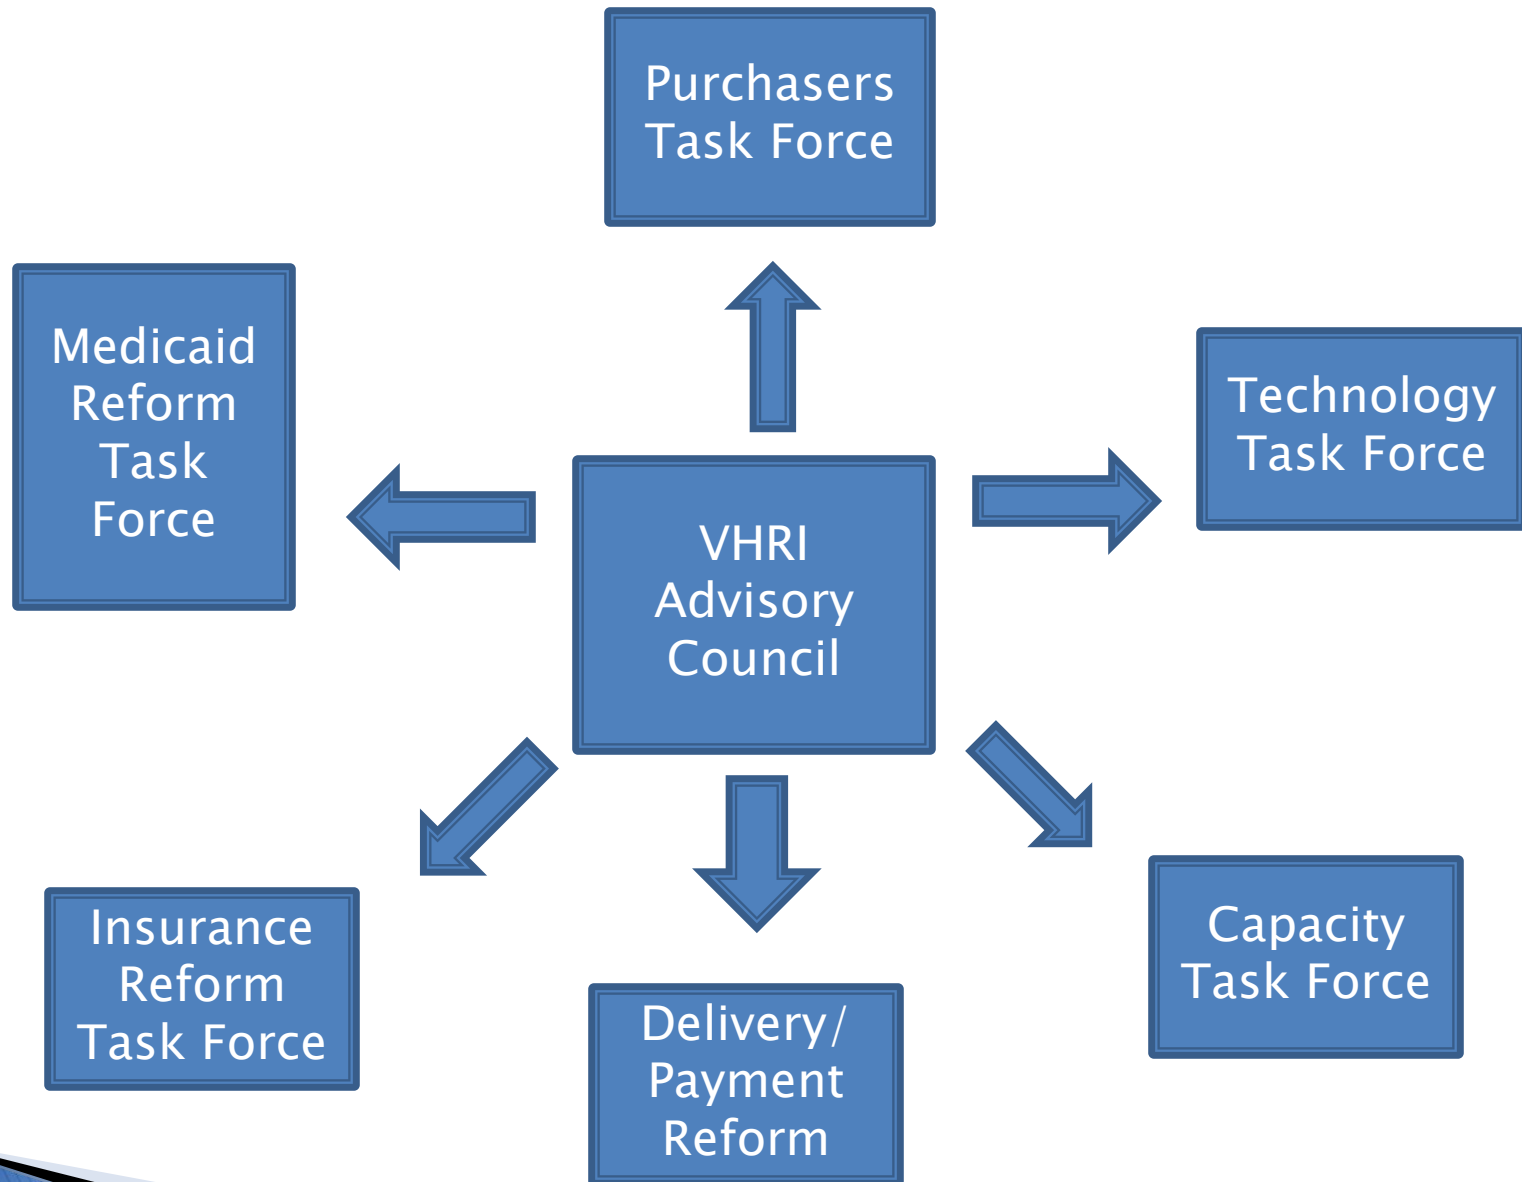 Purchasers
Task Force
Medicaid
Reform
Task
Force
Technology
Task Force
VHRI
Advisory
Council
Insurance
Reform
Task Force
Delivery/
Payment
Reform
Capacity
Task Force